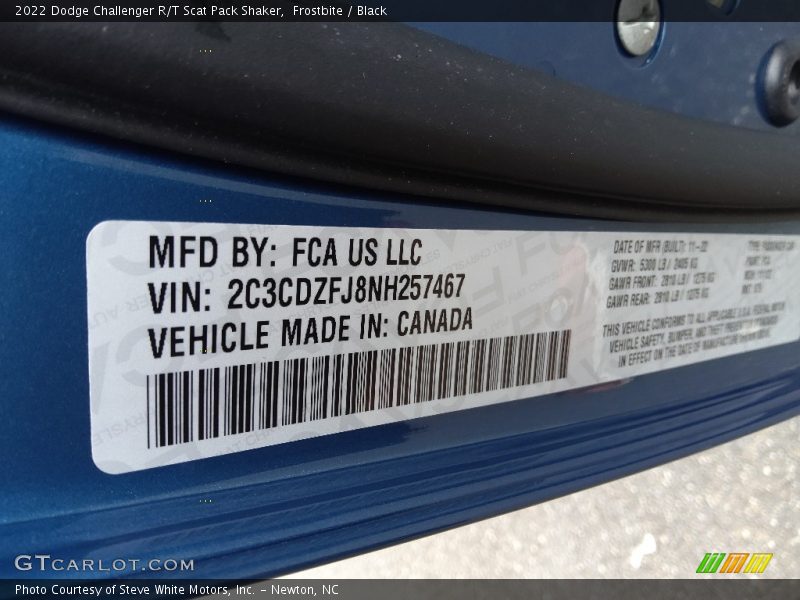 2022 Dodge Challenger R/T Scat Pack Shaker, Frostbite / Black
MFD BY: FCA US LLC
VIN: 2C3CDZFJ8NH257467
VEHICLE MADE IN: CANADA
DATE OF MFR (BUILT): 11-22
GVWR: 5300 LB / 2405 KG
GAWR FRONT: 2810 LB / 1275 KG
GAWR REAR: 2810 LB / 1275 KG
THIS VEHICLE CONFORMS TO ALL APPLICABLE U.S.A. FEDERAL MOTOR
VEHICLE SAFETY, BUMPER, AND THEFT PREVENTION STANDARDS
IN EFFECT ON THE DATE OF MANUFACTURE
GTCARLOT.COM
Photo Courtesy of Steve White Motors, Inc. - Newton, NC